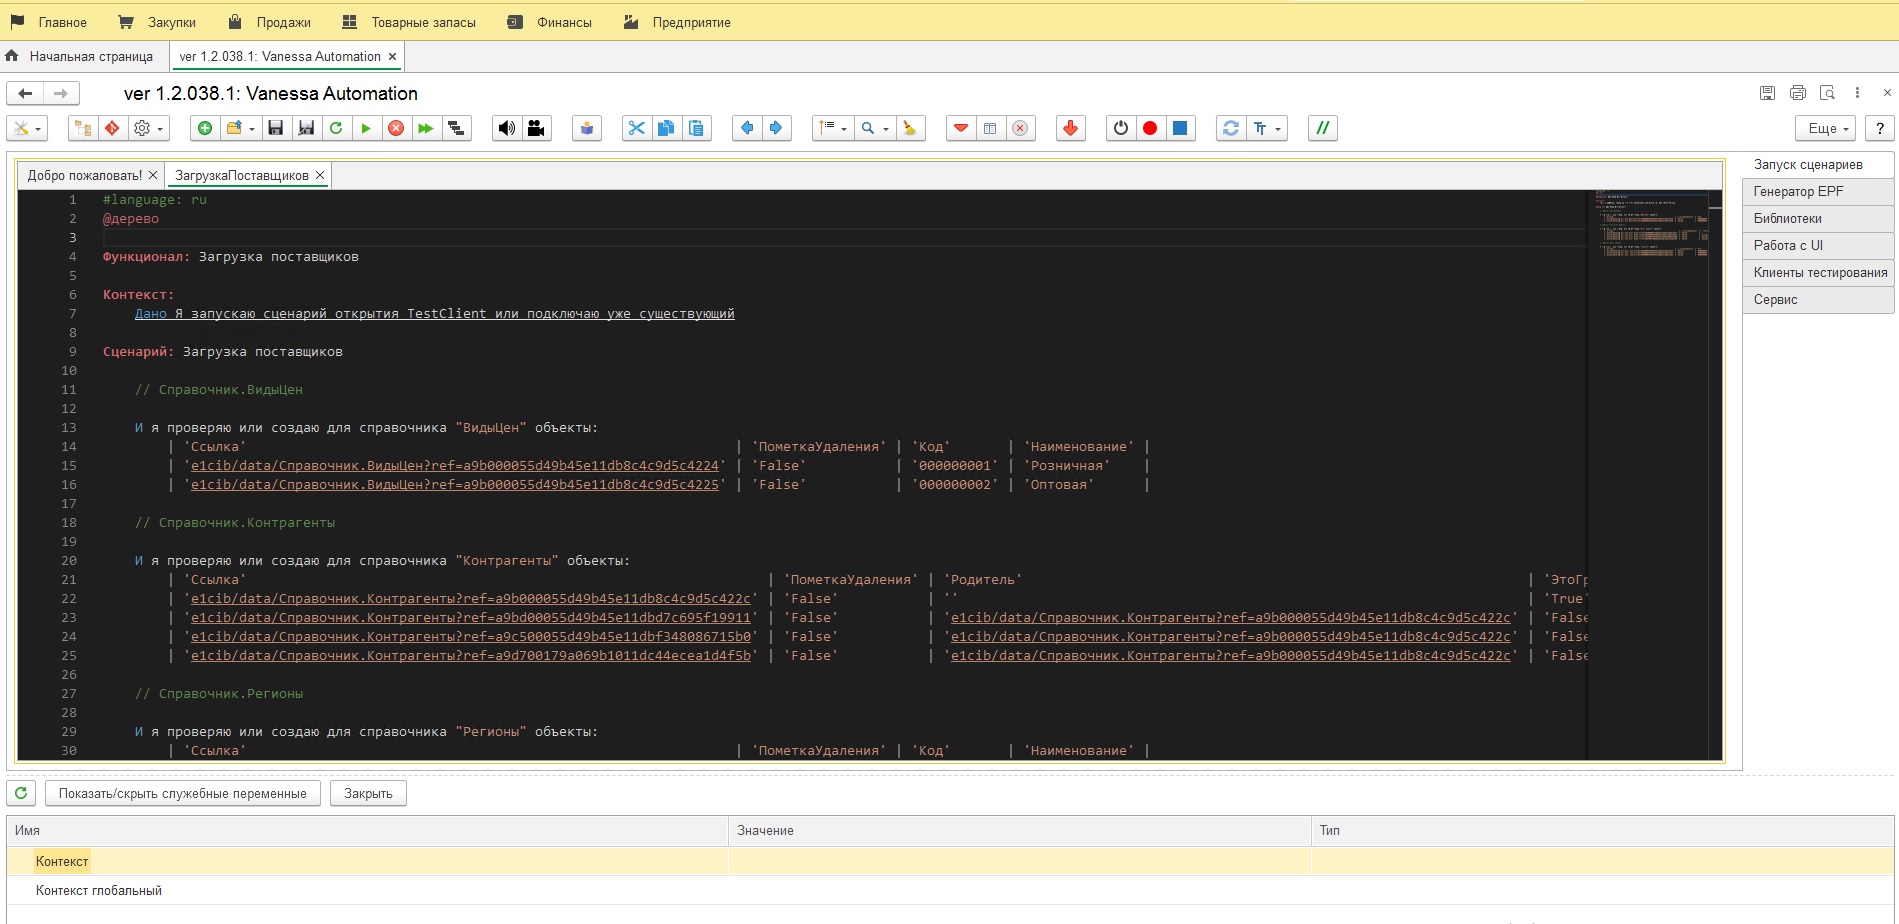 Главное Закупки Продажи Товарные запасы Финансы Предприятие
Начальная страница ver 1.2.038.1: Vanessa Automation ×
ver 1.2.038.1: Vanessa Automation
Еще ?
Добро пожаловать! × ЗагрузкаПоставщиков ×
Запуск сценариев
Генератор EPF
Библиотеки
Работа с UI
Клиенты тестирования
Сервис
1 #language: ru
2 @дерево
3
4 Функционал: Загрузка поставщиков
5
6 Контекст:
7 Дано Я запускаю сценарий открытия TestClient или подключаю уже существующий
8
9 Сценарий: Загрузка поставщиков
10
11 // Справочник.ВидыЦен
12
13 И я проверяю или создаю для справочника "ВидыЦен" объекты:
14 | 'Ссылка' | 'ПометкаУдаления' | 'Код' | 'Наименование' |
15 | 'e1cib/data/Справочник.ВидыЦен?ref=a9b000055d49b45e11db8c4c9d5c4224' | 'False' | '000000001' | 'Розничная' |
16 | 'e1cib/data/Справочник.ВидыЦен?ref=a9b000055d49b45e11db8c4c9d5c4225' | 'False' | '000000002' | 'Оптовая' |
17
18 // Справочник.Контрагенты
19
20 И я проверяю или создаю для справочника "Контрагенты" объекты:
21 | 'Ссылка' | 'ПометкаУдаления' | 'Родитель' | 'ЭтоГр
22 | 'e1cib/data/Справочник.Контрагенты?ref=a9b000055d49b45e11db8c4c9d5c422c' | 'False' | '' | 'True'
23 | 'e1cib/data/Справочник.Контрагенты?ref=a9bd00055d49b45e11dbd7c695f19911' | 'False' | 'e1cib/data/Справочник.Контрагенты?ref=a9b000055d49b45e11db8c4c9d5c422c' | 'False
24 | 'e1cib/data/Справочник.Контрагенты?ref=a9c500055d49b45e11dbf348086715b0' | 'False' | 'e1cib/data/Справочник.Контрагенты?ref=a9b000055d49b45e11db8c4c9d5c422c' | 'False
25 | 'e1cib/data/Справочник.Контрагенты?ref=a9d700179a069b1011dc44ecea1d4f5b' | 'False' | 'e1cib/data/Справочник.Контрагенты?ref=a9b000055d49b45e11db8c4c9d5c422c' | 'False
26
27 // Справочник.Регионы
28
29 И я проверяю или создаю для справочника "Регионы" объекты:
30 | 'Ссылка' | 'ПометкаУдаления' | 'Код' | 'Наименование' |
Показать/скрыть служебные переменные Закрыть
Имя Значение Тип
Контекст
Контекст глобальный